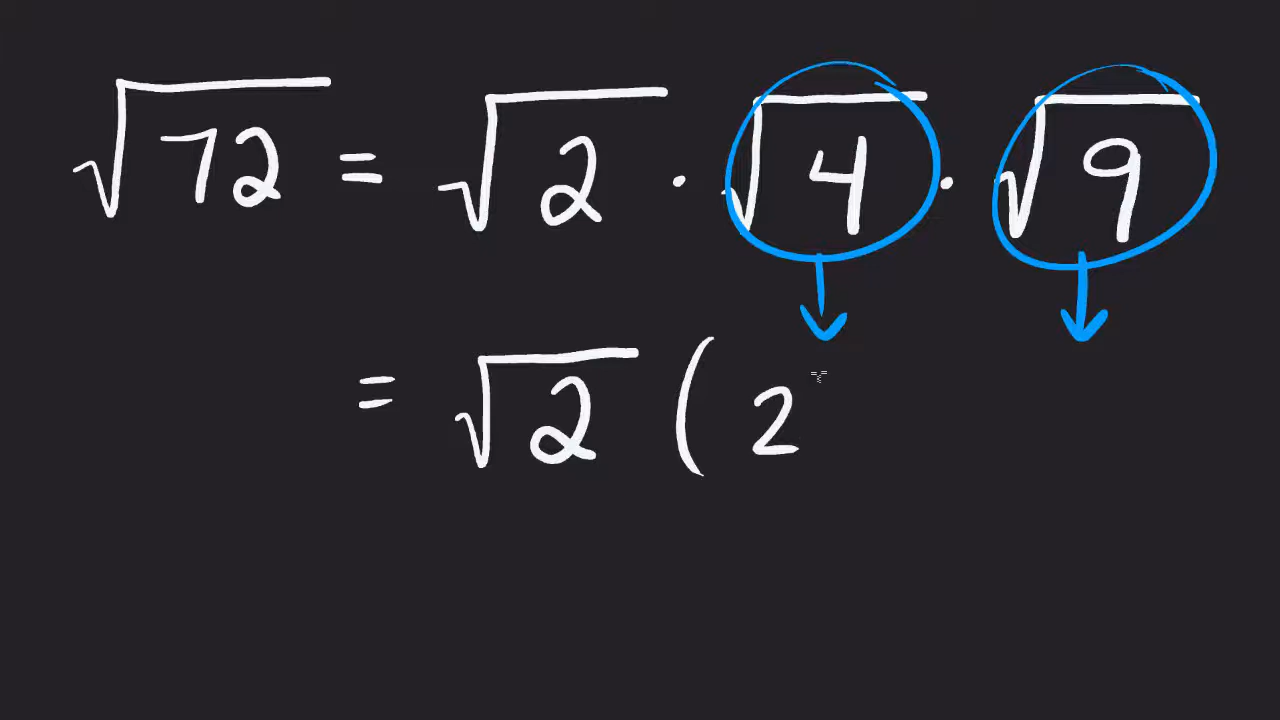 √72 = √2 · √4 · √9
= √2 ( 2